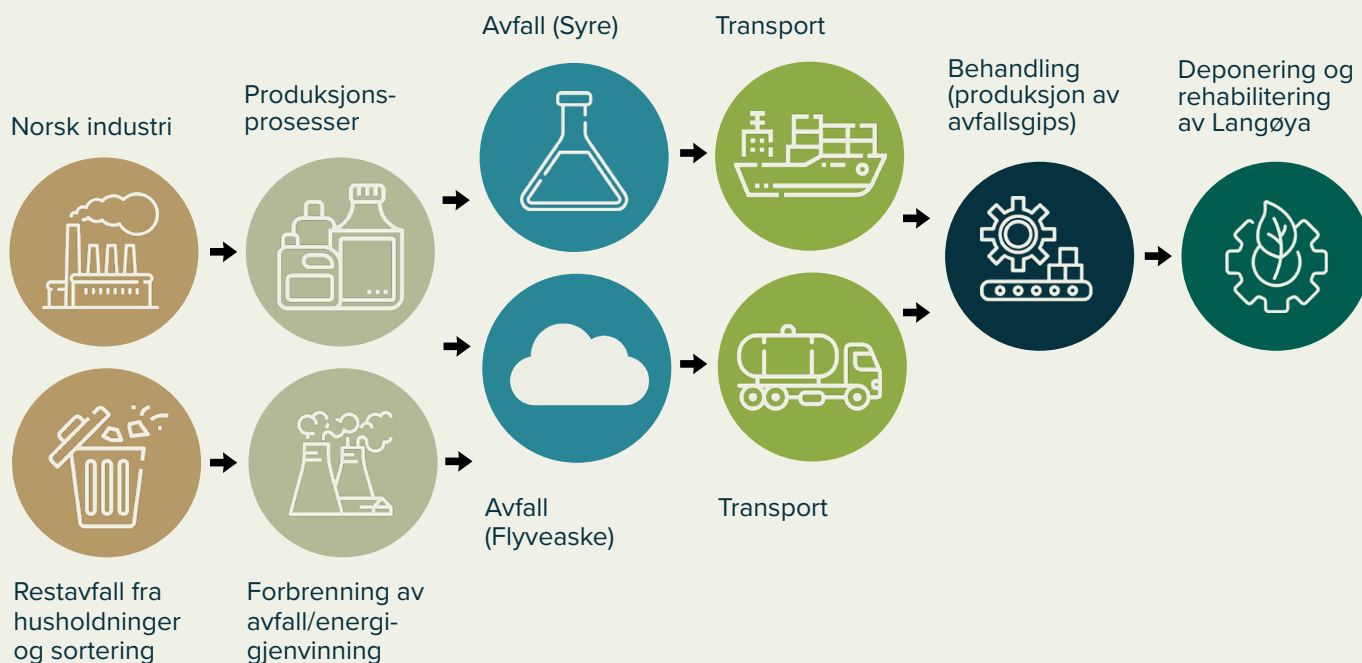 Avfall (Syre)
Transport
Norsk industri
Produksjons-
prosesser
Behandling
(produksjon av
avfallsgips)
Deponering og
rehabilitering
av Langøya
Avfall
(Flyveaske)
Transport
Restavfall fra
husholdninger
og sortering
Forbrenning av
avfall/energi-
gjenvinning